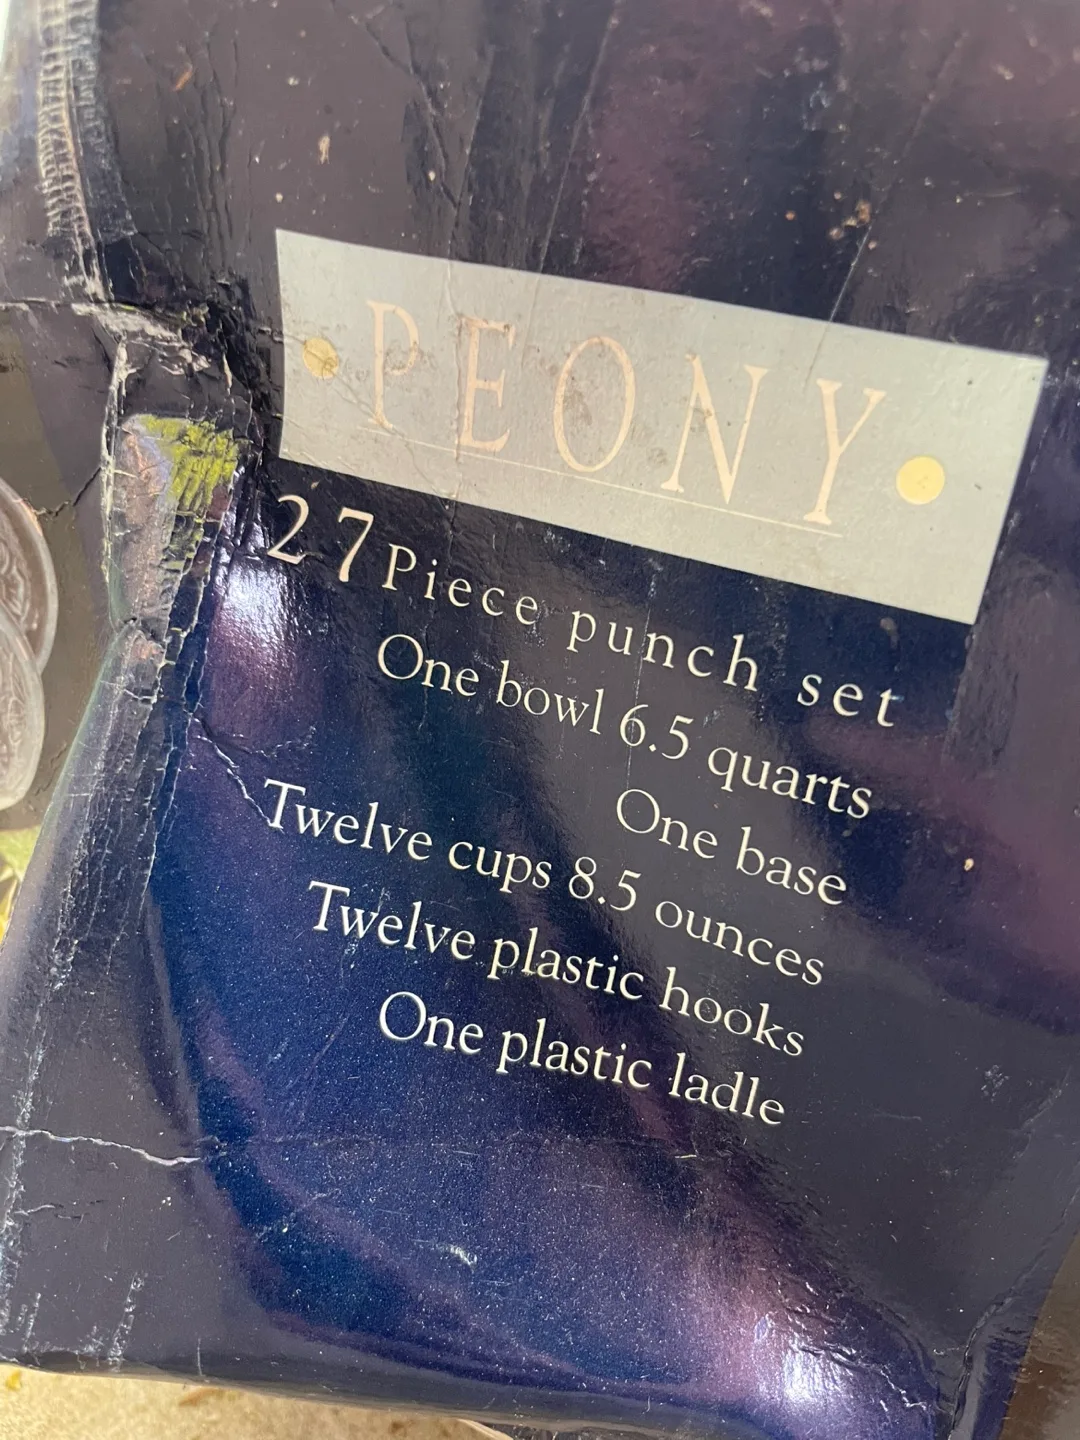 PEONY
27 Piece punch set
One bowl 6.5 quarts
One base
Twelve cups 8.5 ounces
Twelve plastic hooks
One plastic ladle